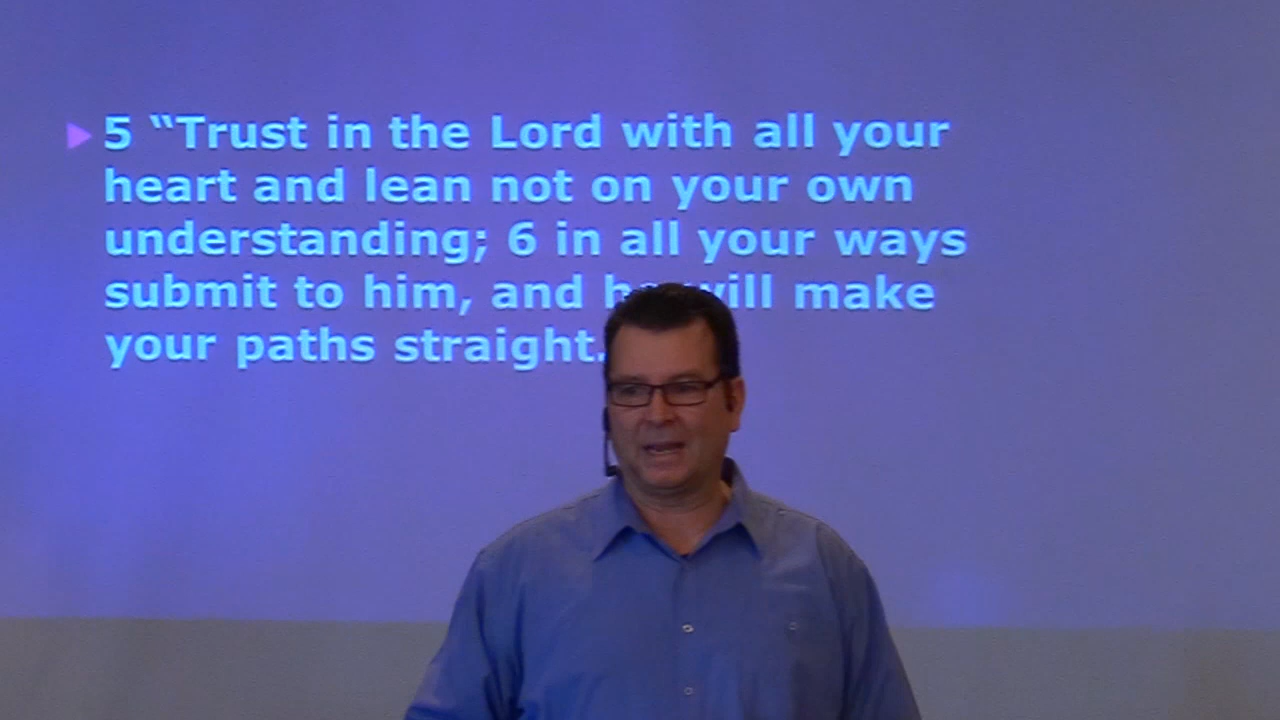 5 “Trust in the Lord with all your
heart and lean not on your own
understanding; 6 in all your ways
submit to him, and will make
your paths straight.